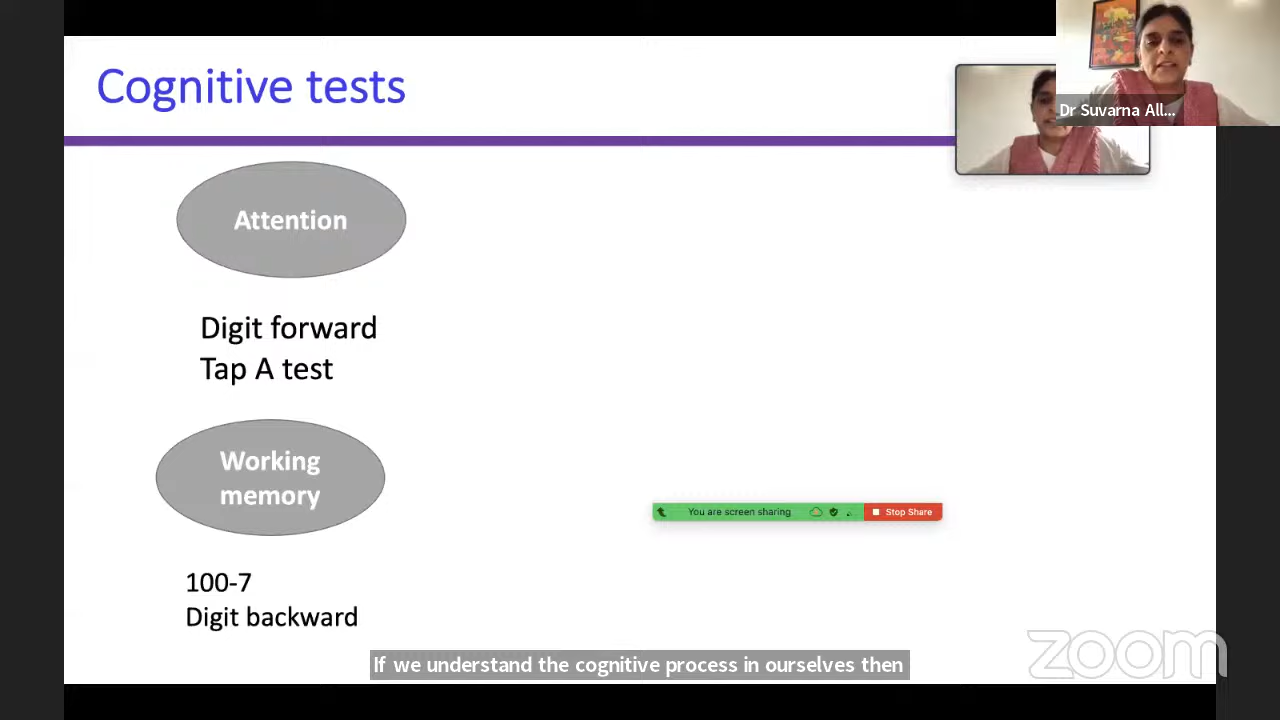 Cognitive tests
Dr Suvarna All...
Attention
Digit forward
Tap A test
Working
memory
You are screen sharing
Stop Share
100-7
Digit backward
If we understand the cognitive process in ourselves then
zoom